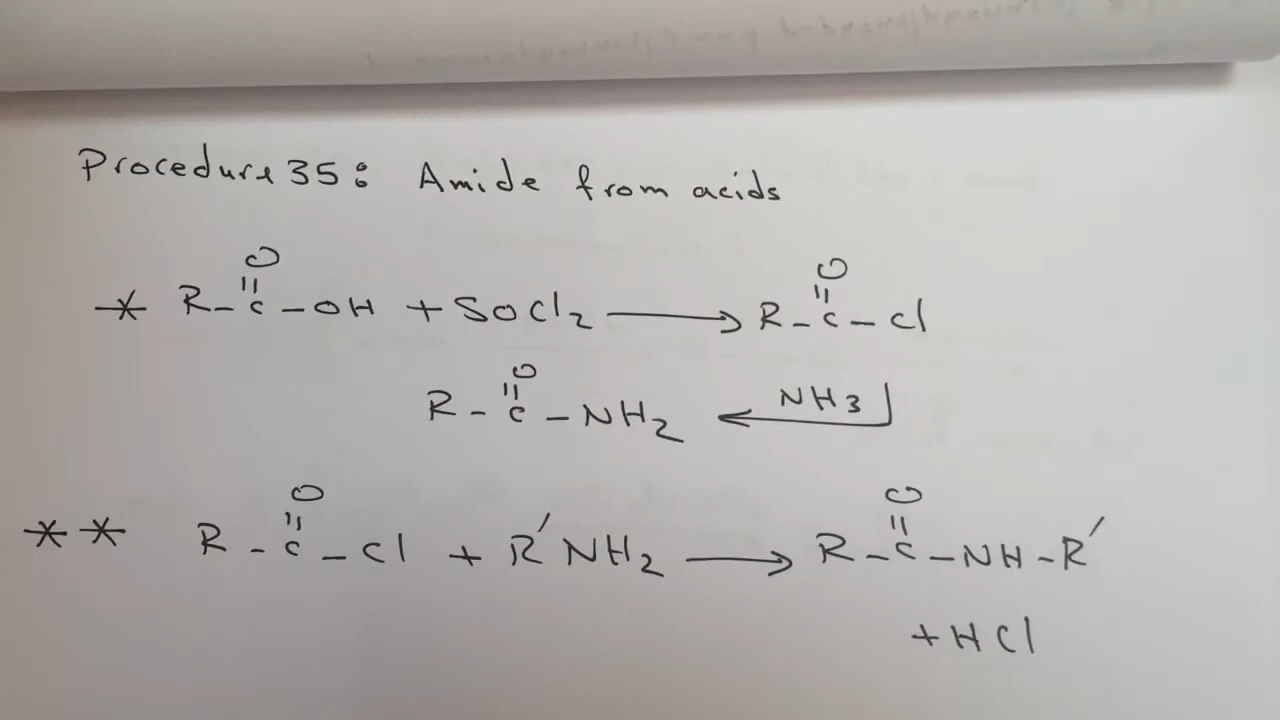 Procedure 35: Amide from acids
O
* R-C-OH + SOCl2 ⟶ R-C-Cl
O
O
R-C-NH2 ⟵ NH3
O
** R-C-Cl + R'NH2 ⟶ R-C-NH-R'
O
+ HCl